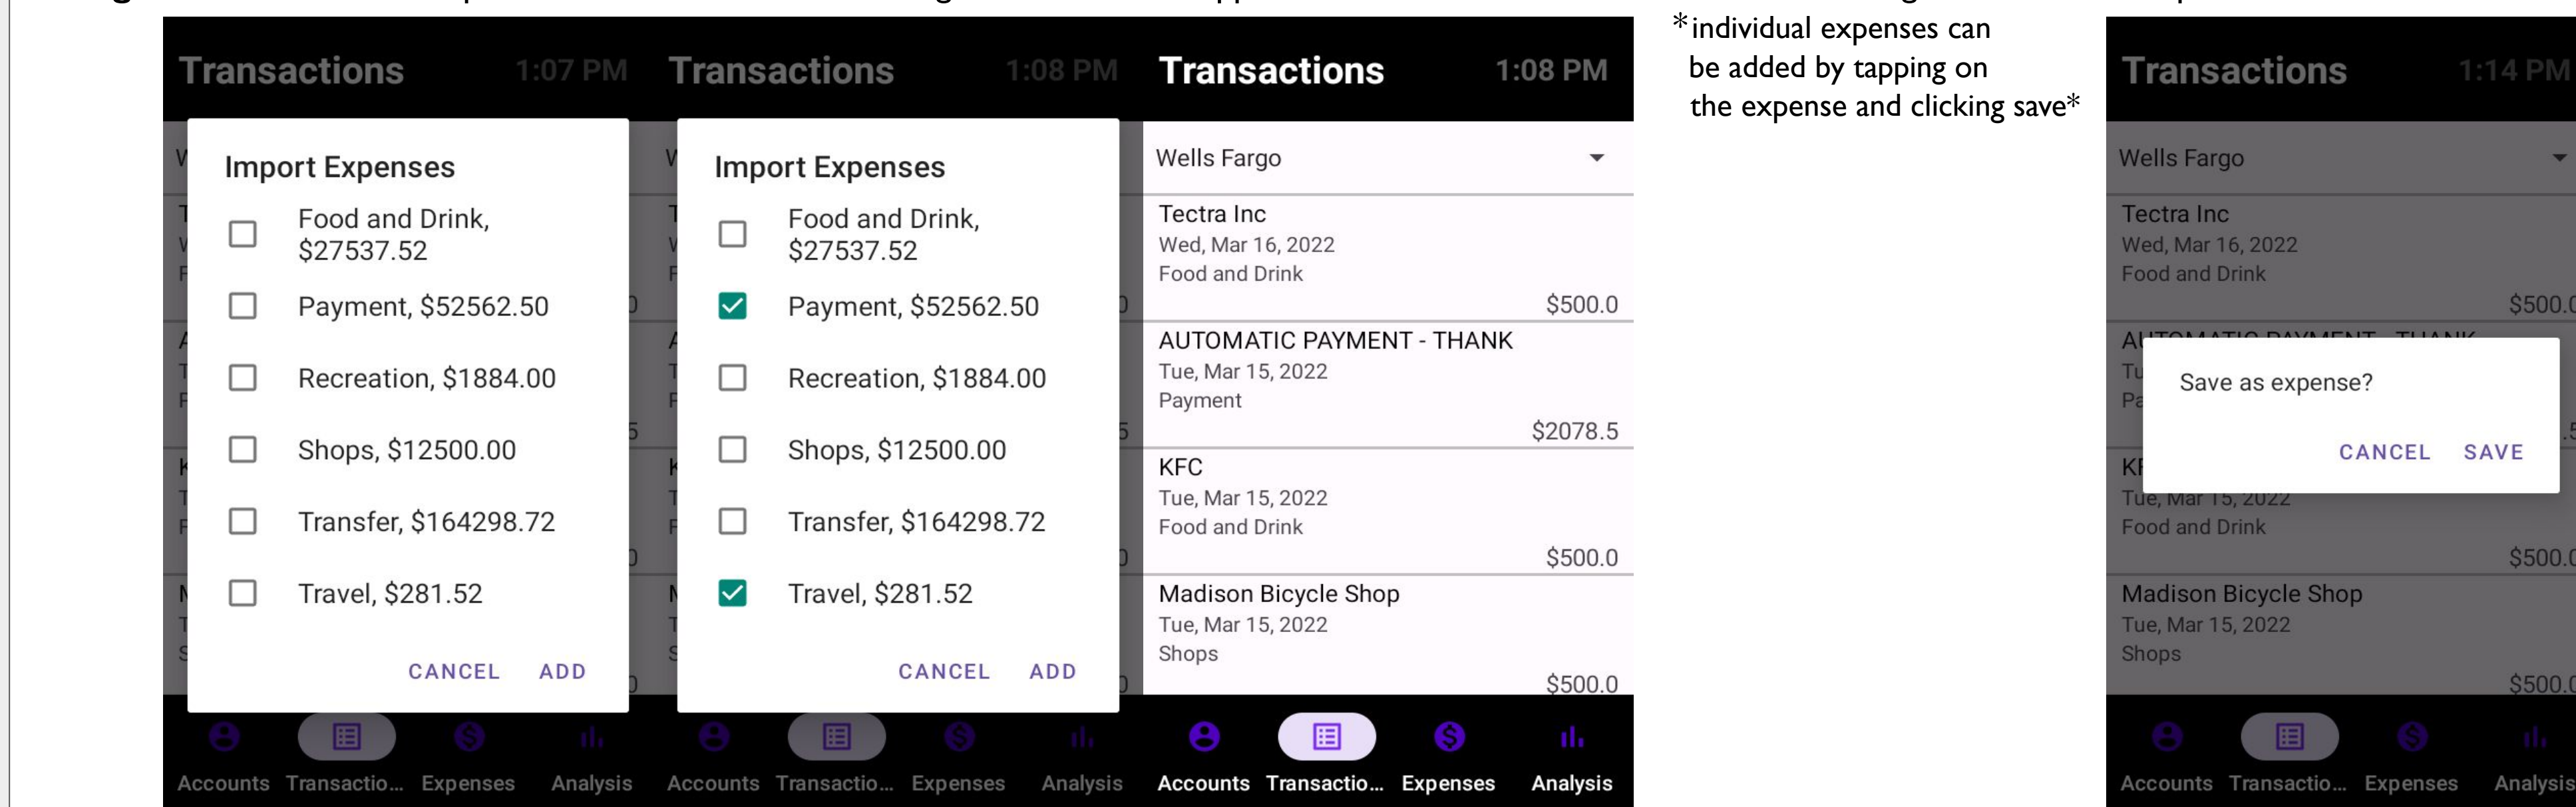 Transactions 1:07 PM
Import Expenses
Food and Drink,
$27537.52
Payment, $52562.50
Recreation, $1884.00
Shops, $12500.00
Transfer, $164298.72
Travel, $281.52
CANCEL ADD
Accounts Transactio... Expenses Analysis
Transactions 1:08 PM
Import Expenses
Food and Drink,
$27537.52
Payment, $52562.50
Recreation, $1884.00
Shops, $12500.00
Transfer, $164298.72
Travel, $281.52
CANCEL ADD
Accounts Transactio... Expenses Analysis
Transactions 1:08 PM
Wells Fargo
Tectra Inc
Wed, Mar 16, 2022
Food and Drink
$500.0
AUTOMATIC PAYMENT - THANK
Tue, Mar 15, 2022
Payment
$2078.5
KFC
Tue, Mar 15, 2022
Food and Drink
$500.0
Madison Bicycle Shop
Tue, Mar 15, 2022
Shops
$500.0
Accounts Transactio... Expenses Analysis
*individual expenses can
be added by tapping on
the expense and clicking save*
Transactions 1:14 PM
Wells Fargo
Tectra Inc
Wed, Mar 16, 2022
Food and Drink
$500.0
Save as expense?
CANCEL SAVE
Tue, Mar 15, 2022
Food and Drink
$500.0
Madison Bicycle Shop
Tue, Mar 15, 2022
Shops
$500.0
Accounts Transactio... Expenses Analysis